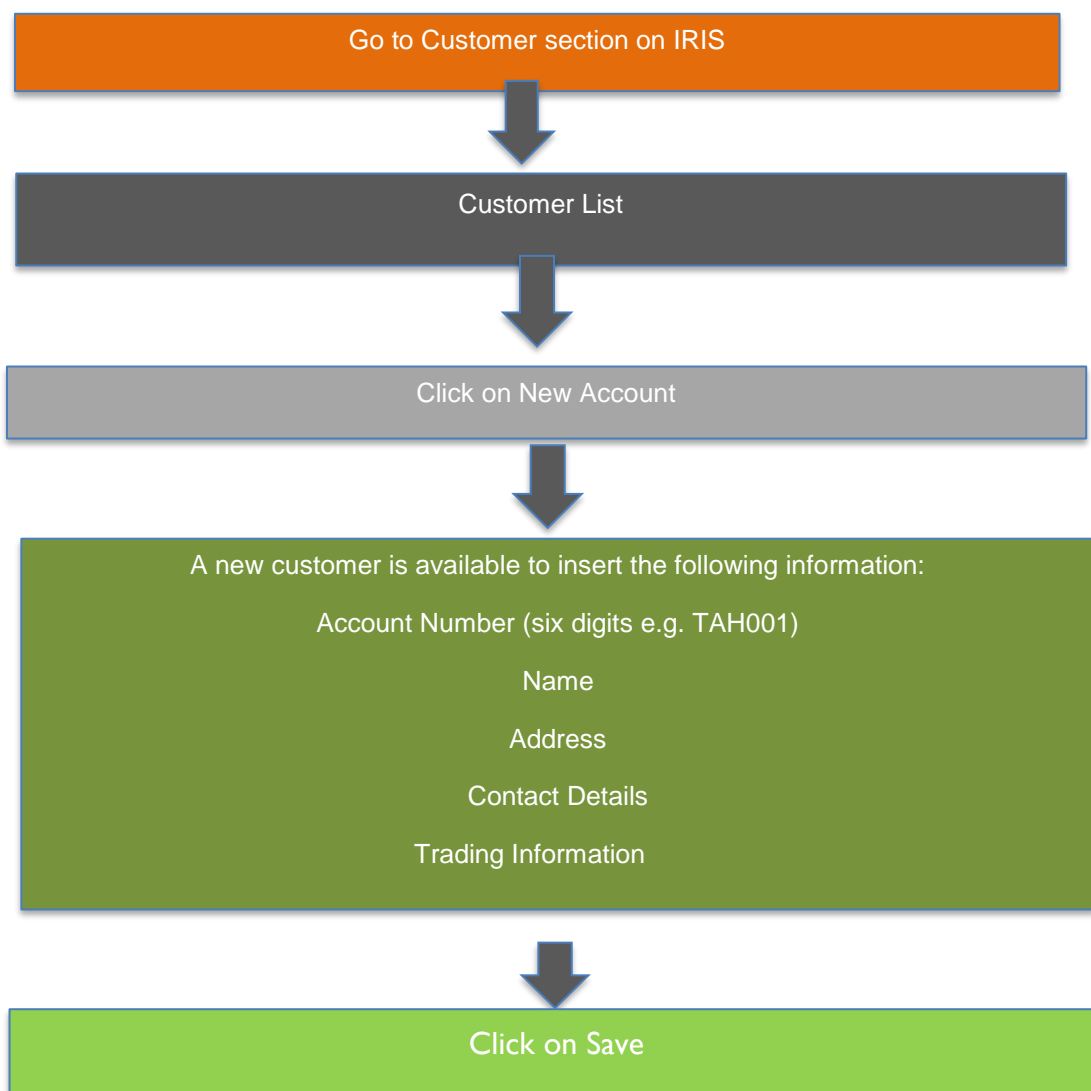 Go to Customer section on IRIS
Customer List
Click on New Account
A new customer is available to insert the following information:
Account Number (six digits e.g. TAH001)
Name
Address
Contact Details
Trading Information
Click on Save